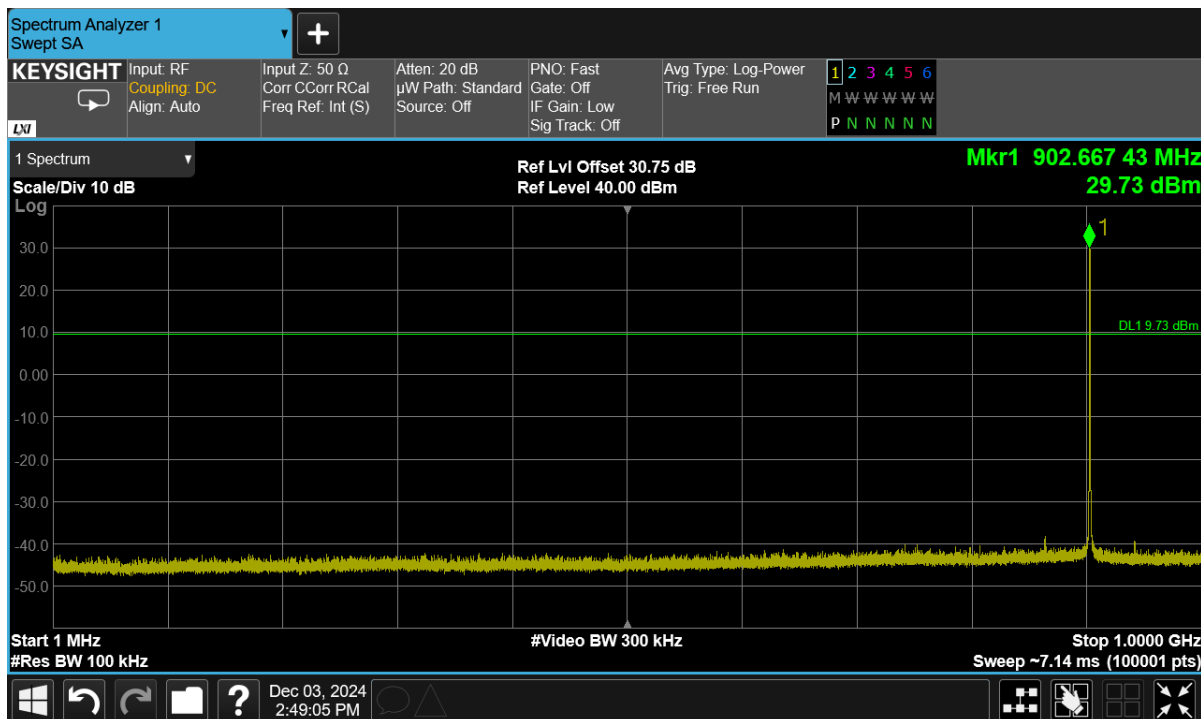 Spectrum Analyzer 1
Swept SA
+
KEYSIGHT
LXI
Input: RF
Coupling: DC
Align: Auto
Input Z: 50 Ω
Corr CCorr RCal
Freq Ref: Int (S)
Atten: 20 dB
µW Path: Standard
Source: Off
PNO: Fast
Gate: Off
IF Gain: Low
Sig Track: Off
Avg Type: Log-Power
Trig: Free Run
1 2 3 4 5 6
M W W W W W
P N N N N N
1 Spectrum
Scale/Div 10 dB
Ref Lvl Offset 30.75 dB
Ref Level 40.00 dBm
Mkr1 902.667 43 MHz
29.73 dBm
Log
1
30.0
20.0
10.0
DL1 9.73 dBm
0.00
-10.0
-20.0
-30.0
-40.0
-50.0
Start 1 MHz
#Video BW 300 kHz
Stop 1.0000 GHz
#Res BW 100 kHz
Sweep ~7.14 ms (100001 pts)
?
Dec 03, 2024
2:49:05 PM